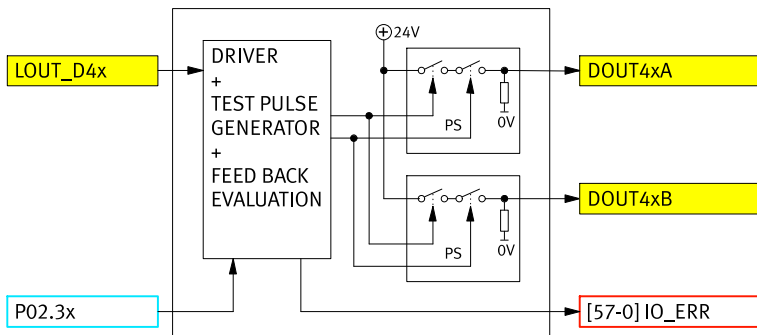 24V
LOUT_D4x
DRIVER
+
TEST PULSE
GENERATOR
+
FEED BACK
EVALUATION
DOUT4xA
PS
0V
DOUT4xB
PS
0V
P02.3x
[57-0] IO_ERR